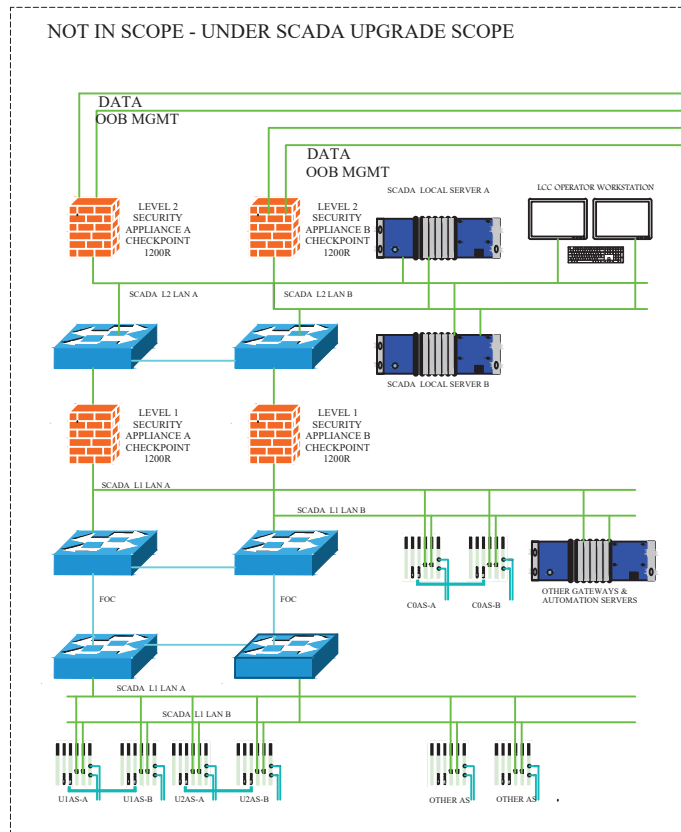 NOT IN SCOPE - UNDER SCADA UPGRADE SCOPE
DATA
OOB MGMT
DATA
OOB MGMT
LEVEL 2
SECURITY
APPLIANCE A
CHECKPOINT
1200R
LEVEL 2
SECURITY
APPLIANCE B
CHECKPOINT
1200R
SCADA LOCAL SERVER A
LCC OPERATOR WORKSTATION
SCADA L2 LAN A
SCADA L2 LAN B
SCADA LOCAL SERVER B
LEVEL 1
SECURITY
APPLIANCE A
CHECKPOINT
1200R
LEVEL 1
SECURITY
APPLIANCE B
CHECKPOINT
1200R
SCADA L1 LAN A
SCADA L1 LAN B
C0AS-A
C0AS-B
OTHER GATEWAYS &
AUTOMATION SERVERS
FOC
FOC
SCADA L1 LAN A
SCADA L1 LAN B
U1AS-A
U1AS-B
U2AS-A
U2AS-B
OTHER AS
OTHER AS